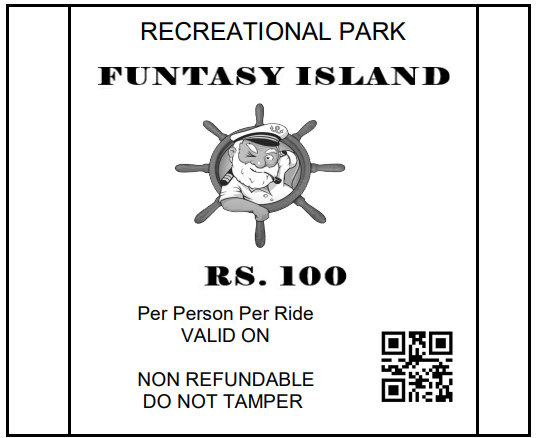 RECREATIONAL PARK
FUNTASY ISLAND
RS. 100
Per Person Per Ride
VALID ON
NON REFUNDABLE
DO NOT TAMPER